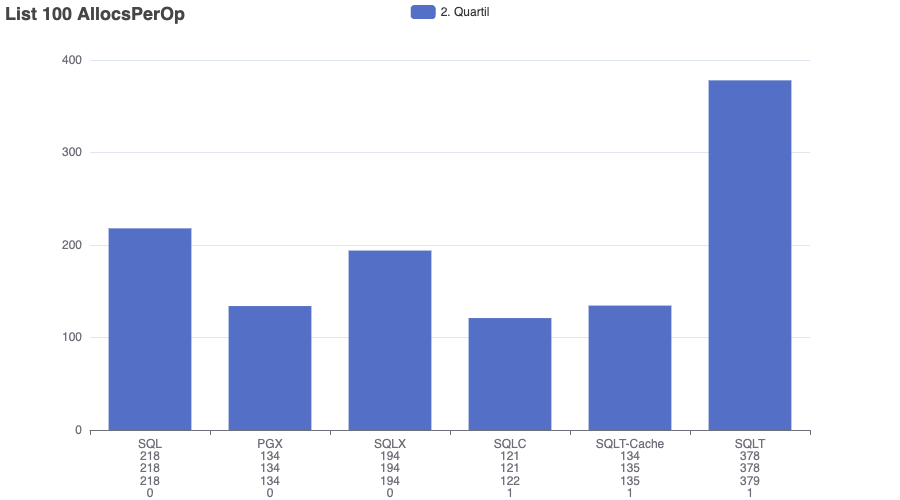 List 100 AllocsPerOp
2. Quartil
400
300
200
100
0
SQL PGX SQLX SQLC SQLT-Cache SQLT
218 134 194 121 134 378
218 134 194 121 135 378
218 134 194 122 135 379
0 0 0 1 1 1